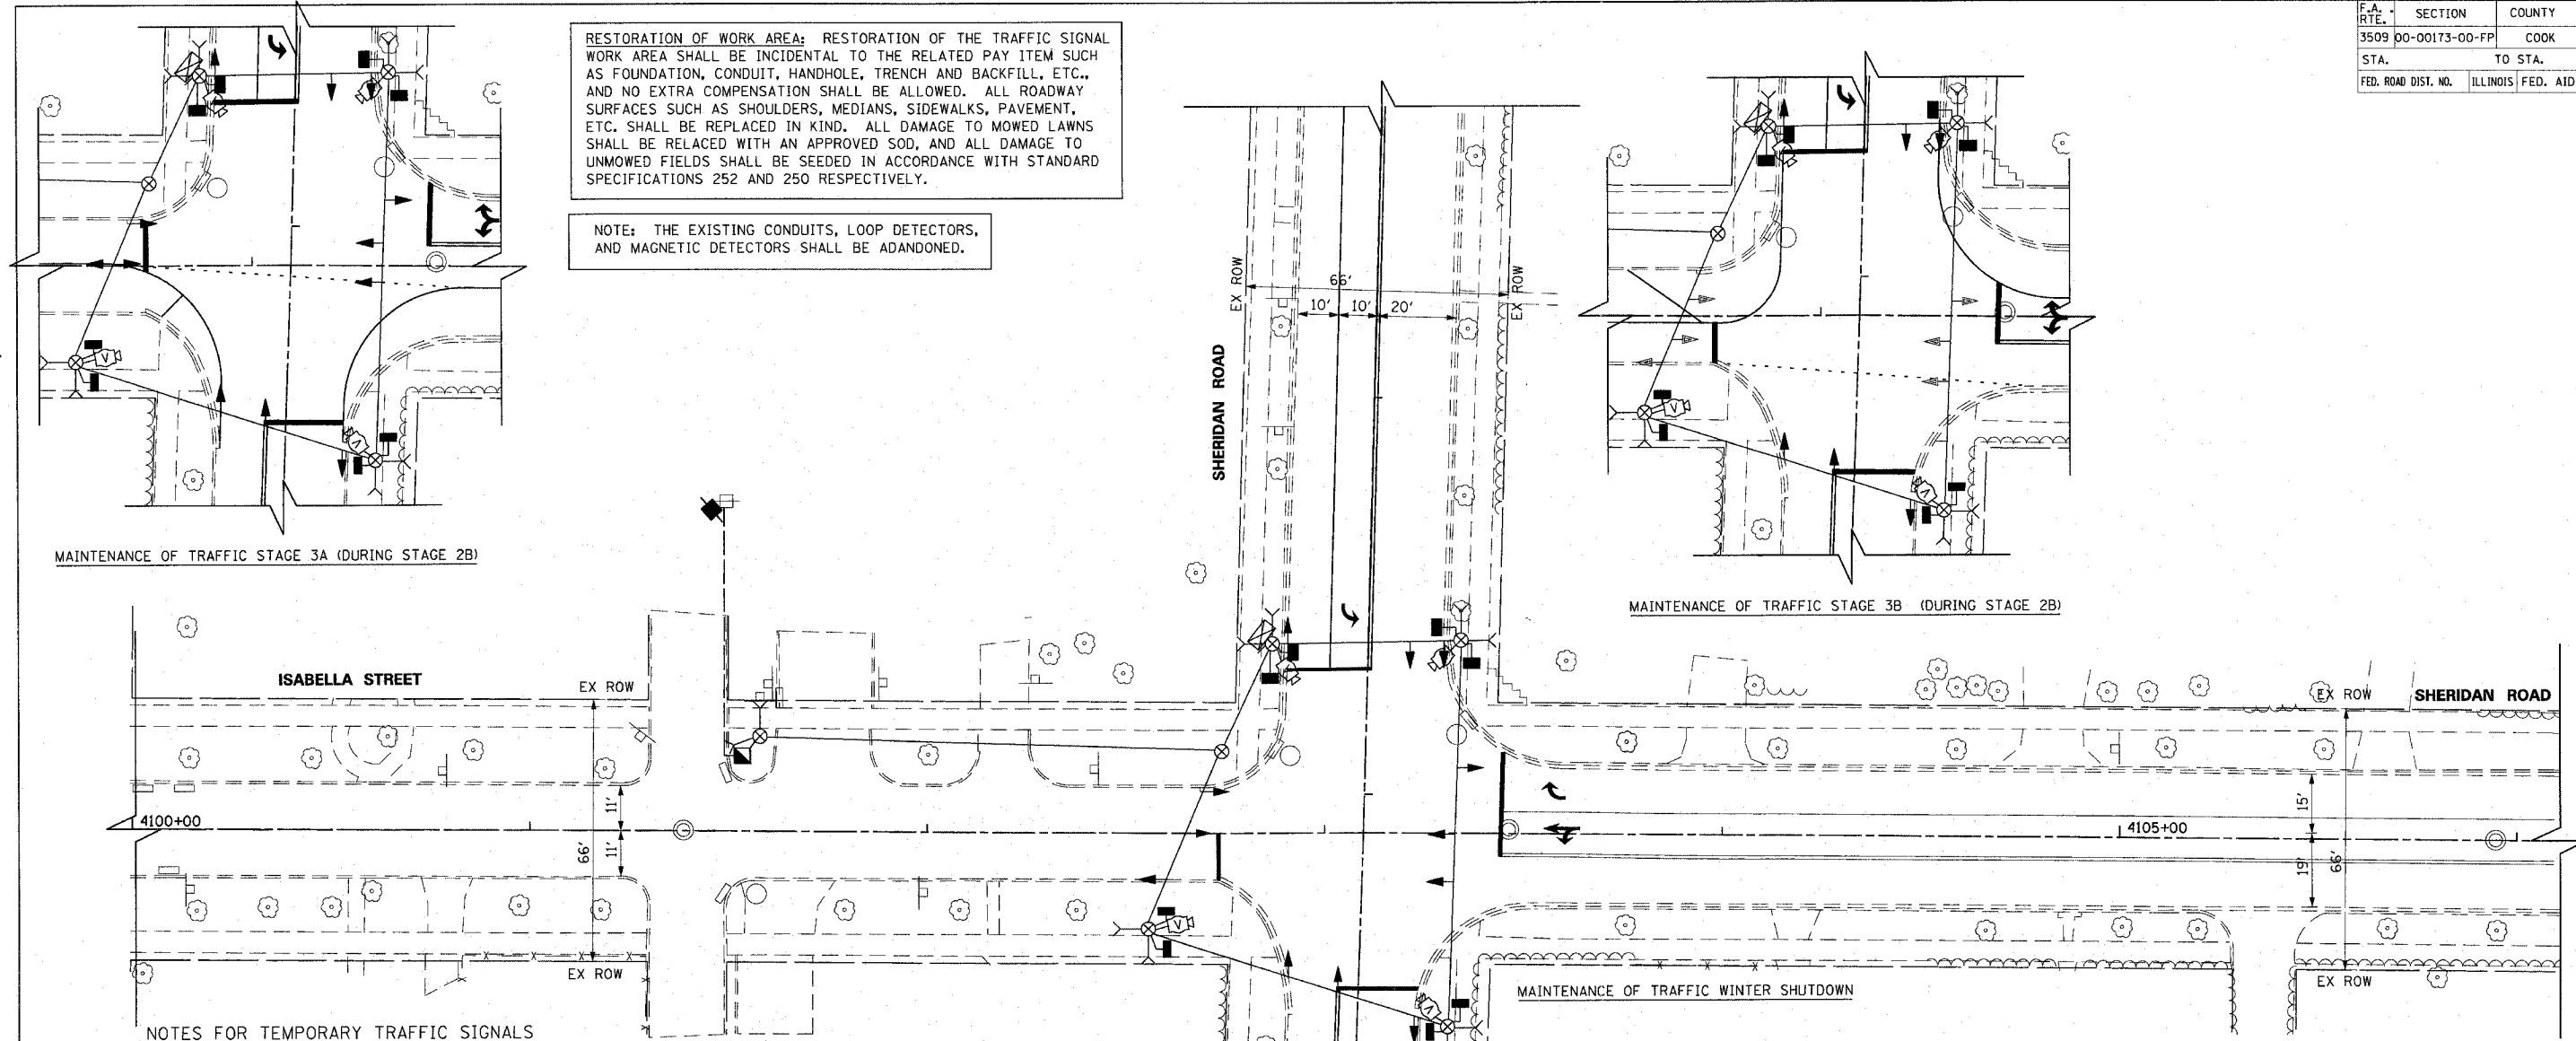 F.A. RTE. SECTION COUNTY
3509 00-00173-00-FP COOK
STA. TO STA.
FED. ROAD DIST. NO. ILLINOIS FED. AID
RESTORATION OF WORK AREA: RESTORATION OF THE TRAFFIC SIGNAL
WORK AREA SHALL BE INCIDENTAL TO THE RELATED PAY ITEM SUCH
AS FOUNDATION, CONDUIT, HANDHOLE, TRENCH AND BACKFILL, ETC.,
AND NO EXTRA COMPENSATION SHALL BE ALLOWED. ALL ROADWAY
SURFACES SUCH AS SHOULDERS, MEDIANS, SIDEWALKS, PAVEMENT,
ETC. SHALL BE REPLACED IN KIND. ALL DAMAGE TO MOWED LAWNS
SHALL BE RELACED WITH AN APPROVED SOD, AND ALL DAMAGE TO
UNMOWED FIELDS SHALL BE SEEDED IN ACCORDANCE WITH STANDARD
SPECIFICATIONS 252 AND 250 RESPECTIVELY.
NOTE: THE EXISTING CONDUITS, LOOP DETECTORS,
AND MAGNETIC DETECTORS SHALL BE ADANDONED.
EX ROW
66'
EX ROW
10' 10' 20'
SHERIDAN ROAD
V
V
V
V
MAINTENANCE OF TRAFFIC STAGE 3A (DURING STAGE 2B)
MAINTENANCE OF TRAFFIC STAGE 3B (DURING STAGE 2B)
ISABELLA STREET
EX ROW
EX ROW
SHERIDAN ROAD
4100+00
11'
66'
11'
15'
4105+00
19'
66'
V
EX ROW
EX ROW
MAINTENANCE OF TRAFFIC WINTER SHUTDOWN
V
NOTES FOR TEMPORARY TRAFFIC SIGNALS